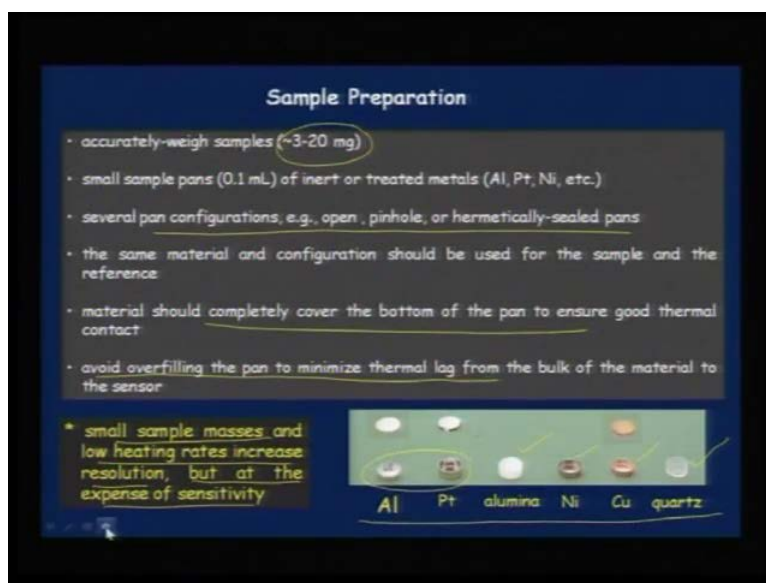 Sample Preparation
• accurately-weigh samples (~3-20 mg)
• small sample pans (0.1 mL) of inert or treated metals (Al, Pt, Ni, etc.)
• several pan configurations, e.g., open , pinhole, or hermetically-sealed pans
• the same material and configuration should be used for the sample and the
reference
• material should completely cover the bottom of the pan to ensure good thermal
contact
• avoid overfilling the pan to minimize thermal lag from the bulk of the material to
the sensor
* small sample masses and
low heating rates increase
resolution, but at the
expense of sensitivity
Al Pt alumina Ni Cu quartz